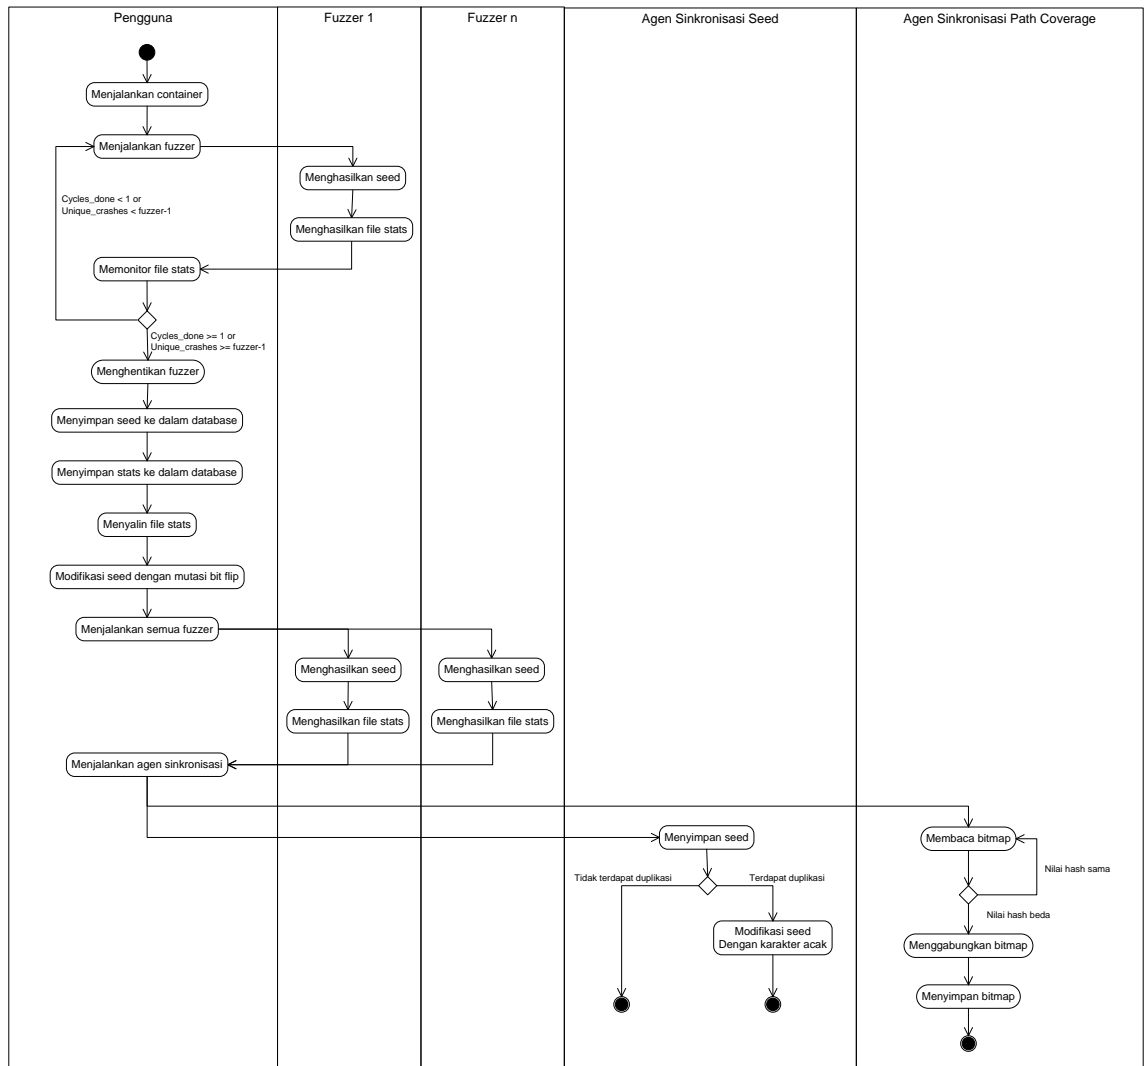 Pengguna
Fuzzer 1
Fuzzer n
Agen Sinkronisasi Seed
Agen Sinkronisasi Path Coverage
Menjalankan container
Menjalankan fuzzer
Menghasilkan seed
Cycles_done < 1 or
Unique_crashes < fuzzer-1
Menghasilkan file stats
Memonitor file stats
Cycles_done >= 1 or
Unique_crashes >= fuzzer-1
Menghentikan fuzzer
Menyimpan seed ke dalam database
Menyimpan stats ke dalam database
Menyalin file stats
Modifikasi seed dengan mutasi bit flip
Menjalankan semua fuzzer
Menghasilkan seed
Menghasilkan seed
Menghasilkan file stats
Menghasilkan file stats
Menjalankan agen sinkronisasi
Menyimpan seed
Membaca bitmap
Nilai hash sama
Tidak terdapat duplikasi
Terdapat duplikasi
Nilai hash beda
Modifikasi seed
Dengan karakter acak
Menggabungkan bitmap
Menyimpan bitmap